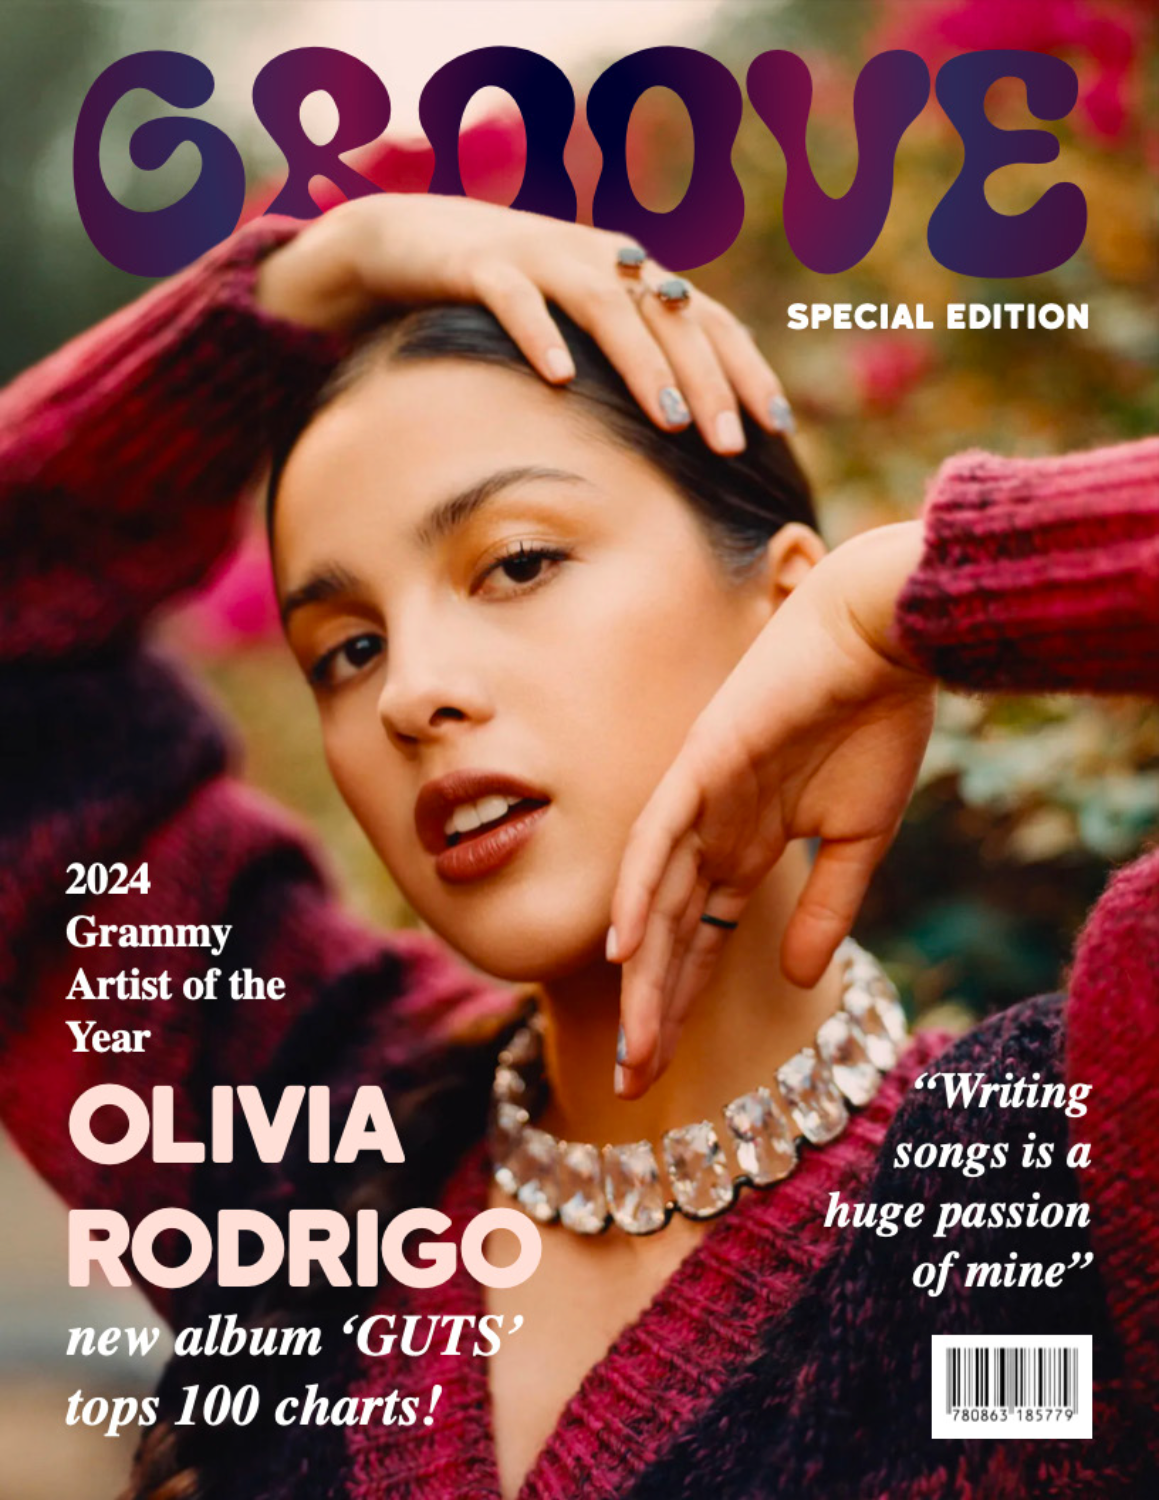 GROOVE
SPECIAL EDITION
2024
Grammy
Artist of the
Year
OLIVIA
RODRIGO
new album ‘GUTS’
tops 100 charts!
“Writing
songs is a
huge passion
of mine”
780863 185779